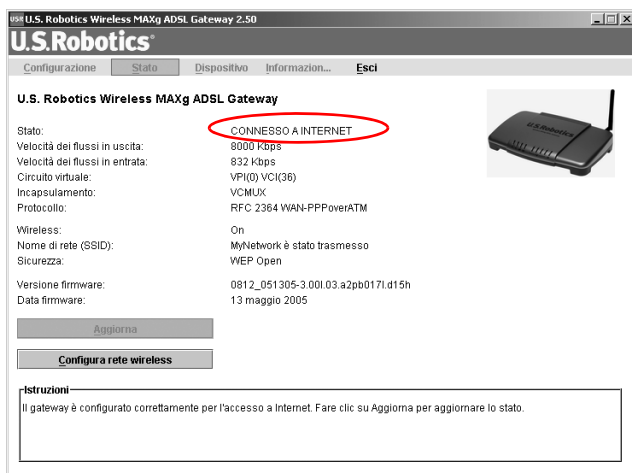 USR U.S. Robotics Wireless MAXg ADSL Gateway 2.50
U.S.Robotics®
Configurazione Stato Dispositivo Informazion... Esci
U.S. Robotics Wireless MAXg ADSL Gateway
Stato: CONNESSO A INTERNET
Velocità dei flussi in uscita: 8000 Kbps
Velocità dei flussi in entrata: 832 Kbps
Circuito virtuale: VPI(0) VCI(36)
Incapsulamento: VCMUX
Protocollo: RFC 2364 WAN-PPPoverATM
Wireless: On
Nome di rete (SSID): MyNetwork è stato trasmesso
Sicurezza: WEP Open
Versione firmware: 0812_051305-3.00l.03.a2pb017l.d15h
Data firmware: 13 maggio 2005
Aggiorna
Configura rete wireless
Istruzioni
Il gateway è configurato correttamente per l'accesso a Internet. Fare clic su Aggiorna per aggiornare lo stato.
U.S.Robotics